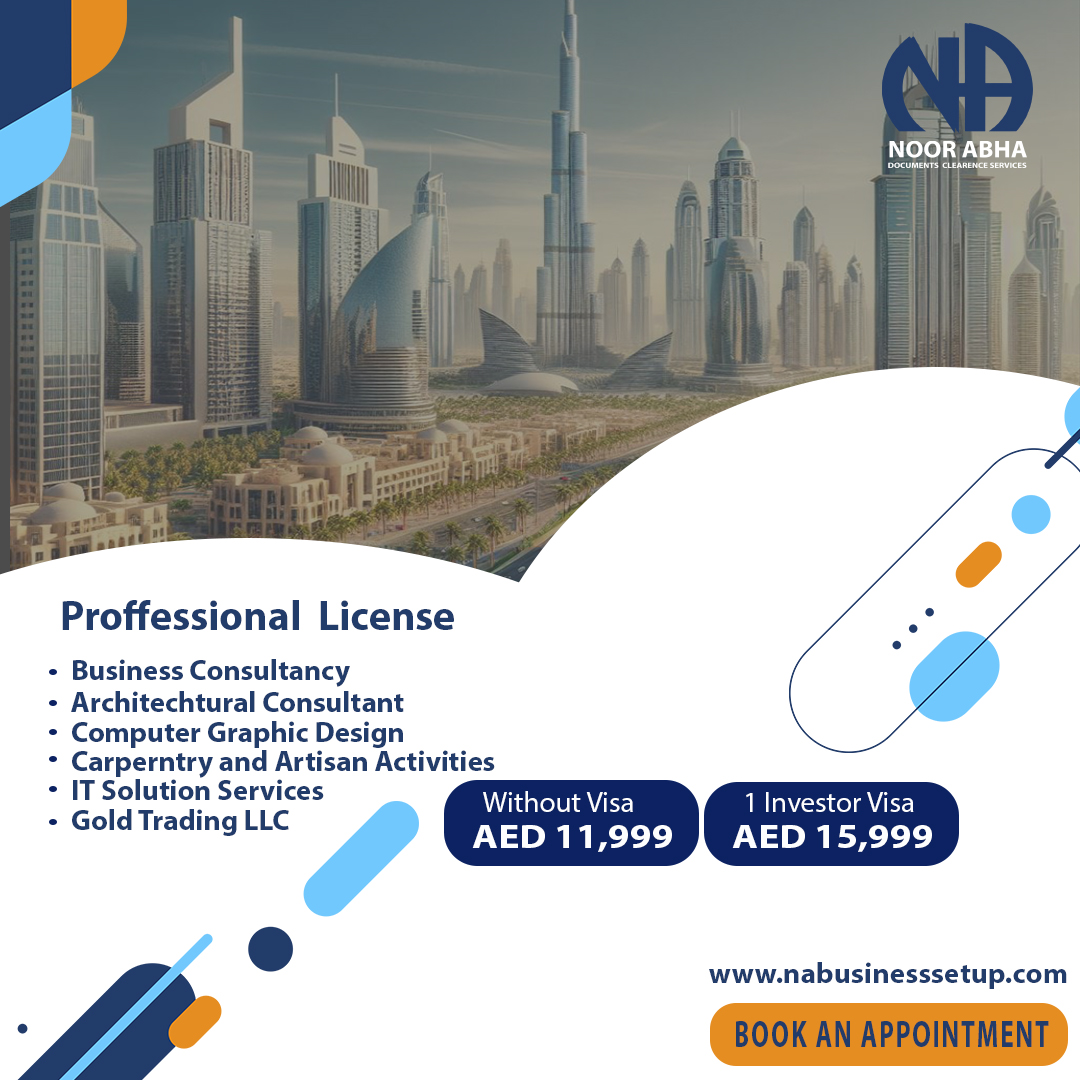 NOOR ABHA
DOCUMENTS CLEARENCE SERVICES
Proffessional License
• Business Consultancy
• Architechtural Consultant
• Computer Graphic Design
• Carperntry and Artisan Activities
• IT Solution Services
• Gold Trading LLC
Without Visa
AED 11,999
1 Investor Visa
AED 15,999
www.nabusinesssetup.com
BOOK AN APPOINTMENT